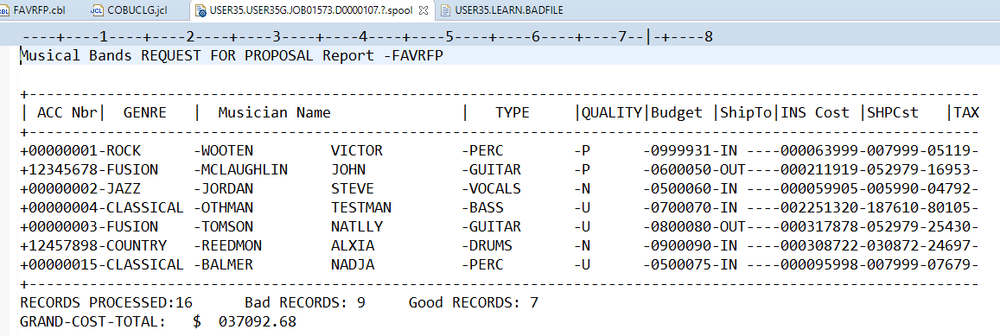 FAVRFP.cbl COBUCLG.jcl USER35.USER35G.JOB01573.D0000107.?.spool USER35.LEARN.BADFILE
----+----1----+----2----+----3----+----4----+----5----+----6----+----7--|-+----8
Musical Bands REQUEST FOR PROPOSAL Report -FAVRFP
+--------------------------------------------------------------------------------------------------------------------------
| ACC Nbr| GENRE | Musician Name | TYPE |QUALITY|Budget |ShipTo|INS Cost |SHPCst |TAX
+--------------------------------------------------------------------------------------------------------------------------
+00000001-ROCK -WOOTEN VICTOR -PERC -P -0999931-IN ----000063999-007999-05119-
+12345678-FUSION -MCLAUGHLIN JOHN -GUITAR -P -0600050-OUT----000211919-052979-16953-
+00000002-JAZZ -JORDAN STEVE -VOCALS -N -0500060-IN ----000059905-005990-04792-
+00000004-CLASSICAL -OTHMAN TESTMAN -BASS -U -0700070-IN ----002251320-187610-80105-
+00000003-FUSION -TOMSON NATLLY -GUITAR -U -0800080-OUT----000317878-052979-25430-
+12457898-COUNTRY -REEDMON ALXIA -DRUMS -N -0900090-IN ----000308722-030872-24697-
+00000015-CLASSICAL -BALMER NADJA -PERC -U -0500075-IN ----000095998-007999-07679-
+--------------------------------------------------------------------------------------------------------------------------
RECORDS PROCESSED:16 Bad RECORDS: 9 Good RECORDS: 7
GRAND-COST-TOTAL: $ 037092.68